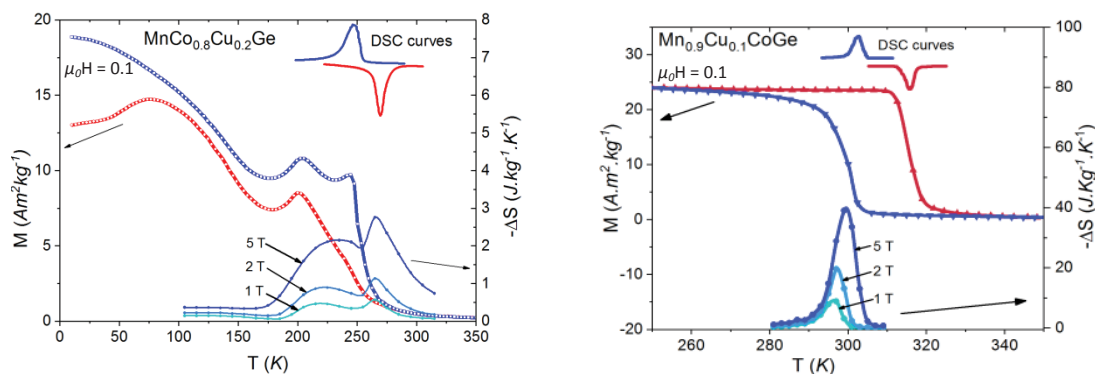 MnCo0.8Cu0.2Ge
DSC curves
μ0H = 0.1
5 T
2 T
1 T
M (Am²kg⁻¹)
20
15
10
5
0
-ΔS (J.kg⁻¹.K⁻¹)
8
7
6
5
4
3
2
1
0
0 50 100 150 200 250 300 350
T (K)
Mn0.9Cu0.1CoGe
DSC curves
μ0H = 0.1
5 T
2 T
1 T
M (A.m².kg⁻¹)
30
20
10
0
-10
-20
-ΔS (J.Kg⁻¹.K⁻¹)
100
80
60
40
20
0
260 280 300 320 340
T (K)